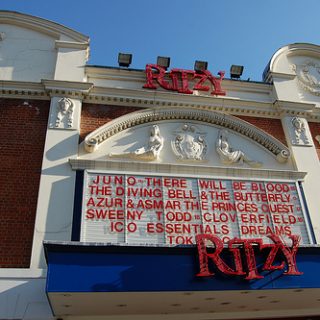 RITZY
JUNO THERE WILL BE BLOOD
THE DIVING BELL & THE BUTTERFLY
AZUR & ASMAR THE PRINCES QUEST
SWEENY TODD CLOVERFIELD
ICO ESSENTIALS DREAMS
RITZY